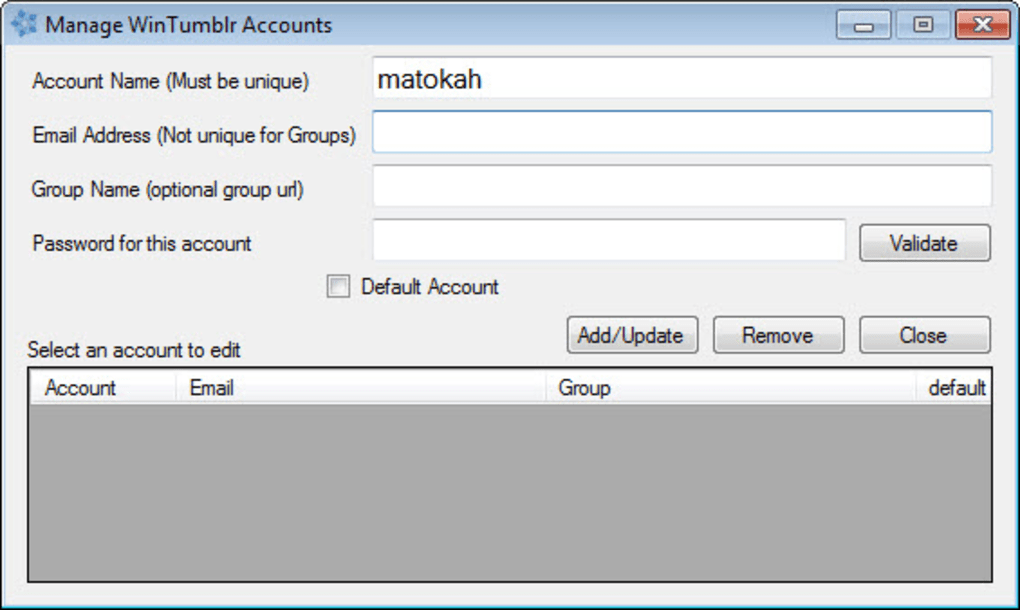 Manage WinTumblr Accounts
Account Name (Must be unique) matokah
Email Address (Not unique for Groups)
Group Name (optional group url)
Password for this account Validate
Default Account
Add/Update Remove Close
Select an account to edit
Account Email Group default